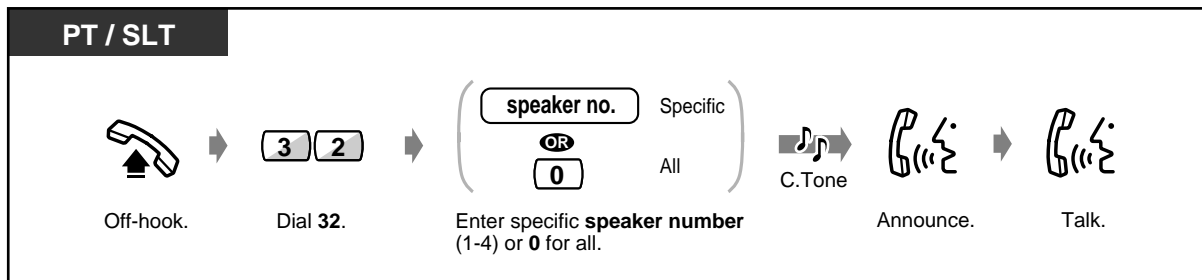 PT / SLT
speaker no. Specific
OR
0 All
3 2
C.Tone
Off-hook.
Dial 32.
Enter specific speaker number
(1-4) or 0 for all.
Announce.
Talk.